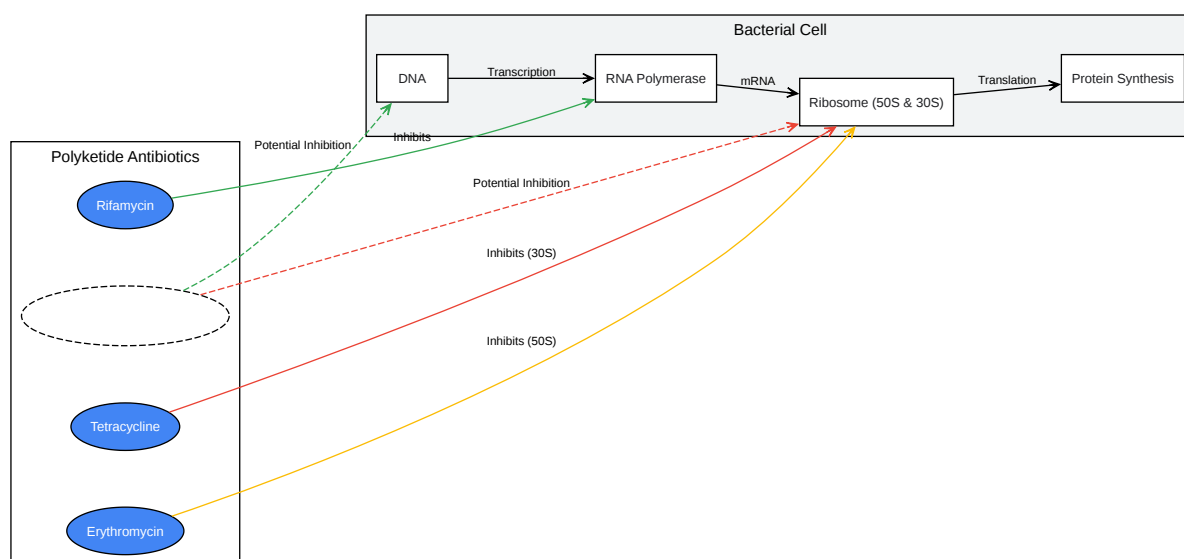 Bacterial Cell
DNA
Transcription
RNA Polymerase
mRNA
Ribosome (50S & 30S)
Translation
Protein Synthesis
Potential Inhibition
Inhibits
Polyketide Antibiotics
Rifamycin
Potential Inhibition
Inhibits (30S)
Inhibits (50S)
Tetracycline
Erythromycin